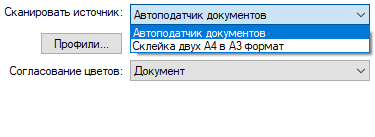 Сканировать источник: Автоподатчик документов
Автоподатчик документов
Склейка двух А4 в А3 формат
Профили...
Согласование цветов: Документ